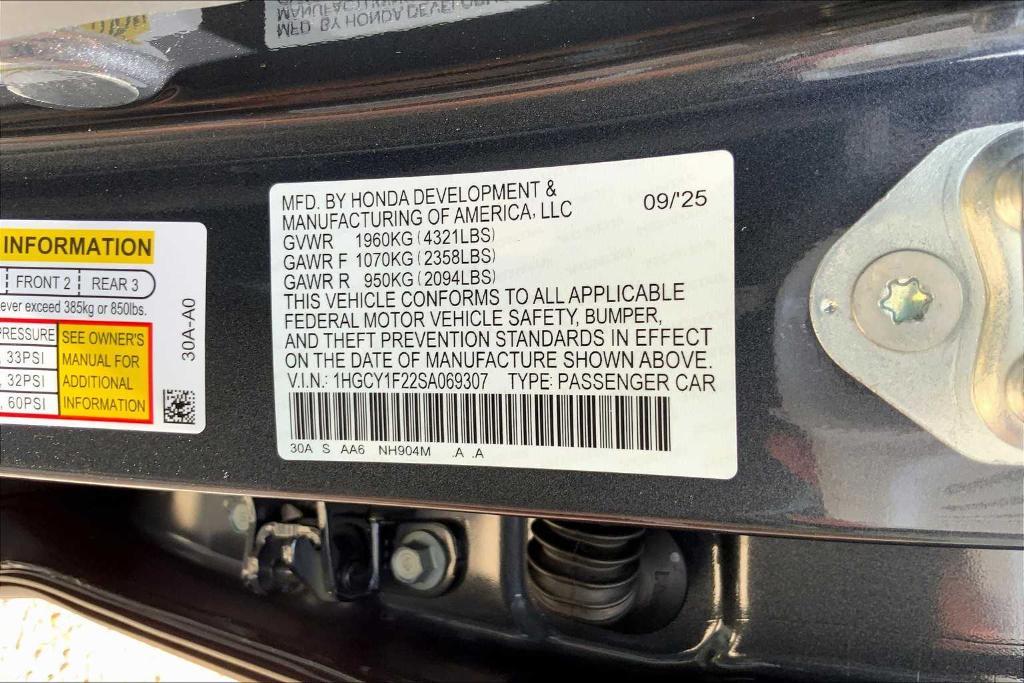 MFD. BY HONDA DEVELOPMENT &
MANUFACTURING OF AMERICA, LLC
09/'25
GVWR 1960KG (4321LBS)
GAWR F 1070KG (2358LBS)
GAWR R 950KG (2094LBS)
THIS VEHICLE CONFORMS TO ALL APPLICABLE
FEDERAL MOTOR VEHICLE SAFETY, BUMPER,
AND THEFT PREVENTION STANDARDS IN EFFECT
ON THE DATE OF MANUFACTURE SHOWN ABOVE.
V.I.N.: 1HGCY1F22SA069307 TYPE: PASSENGER CAR
30A S AA6 NH904M .A .A
INFORMATION
FRONT 2 REAR 3
ever exceed 385kg or 850lbs.
PRESSURE
, 33PSI
, 32PSI
, 60PSI
SEE OWNER'S
MANUAL FOR
ADDITIONAL
INFORMATION
30A-A0
MANUFACTURING
MFD. BY HONDA DEVELOPM